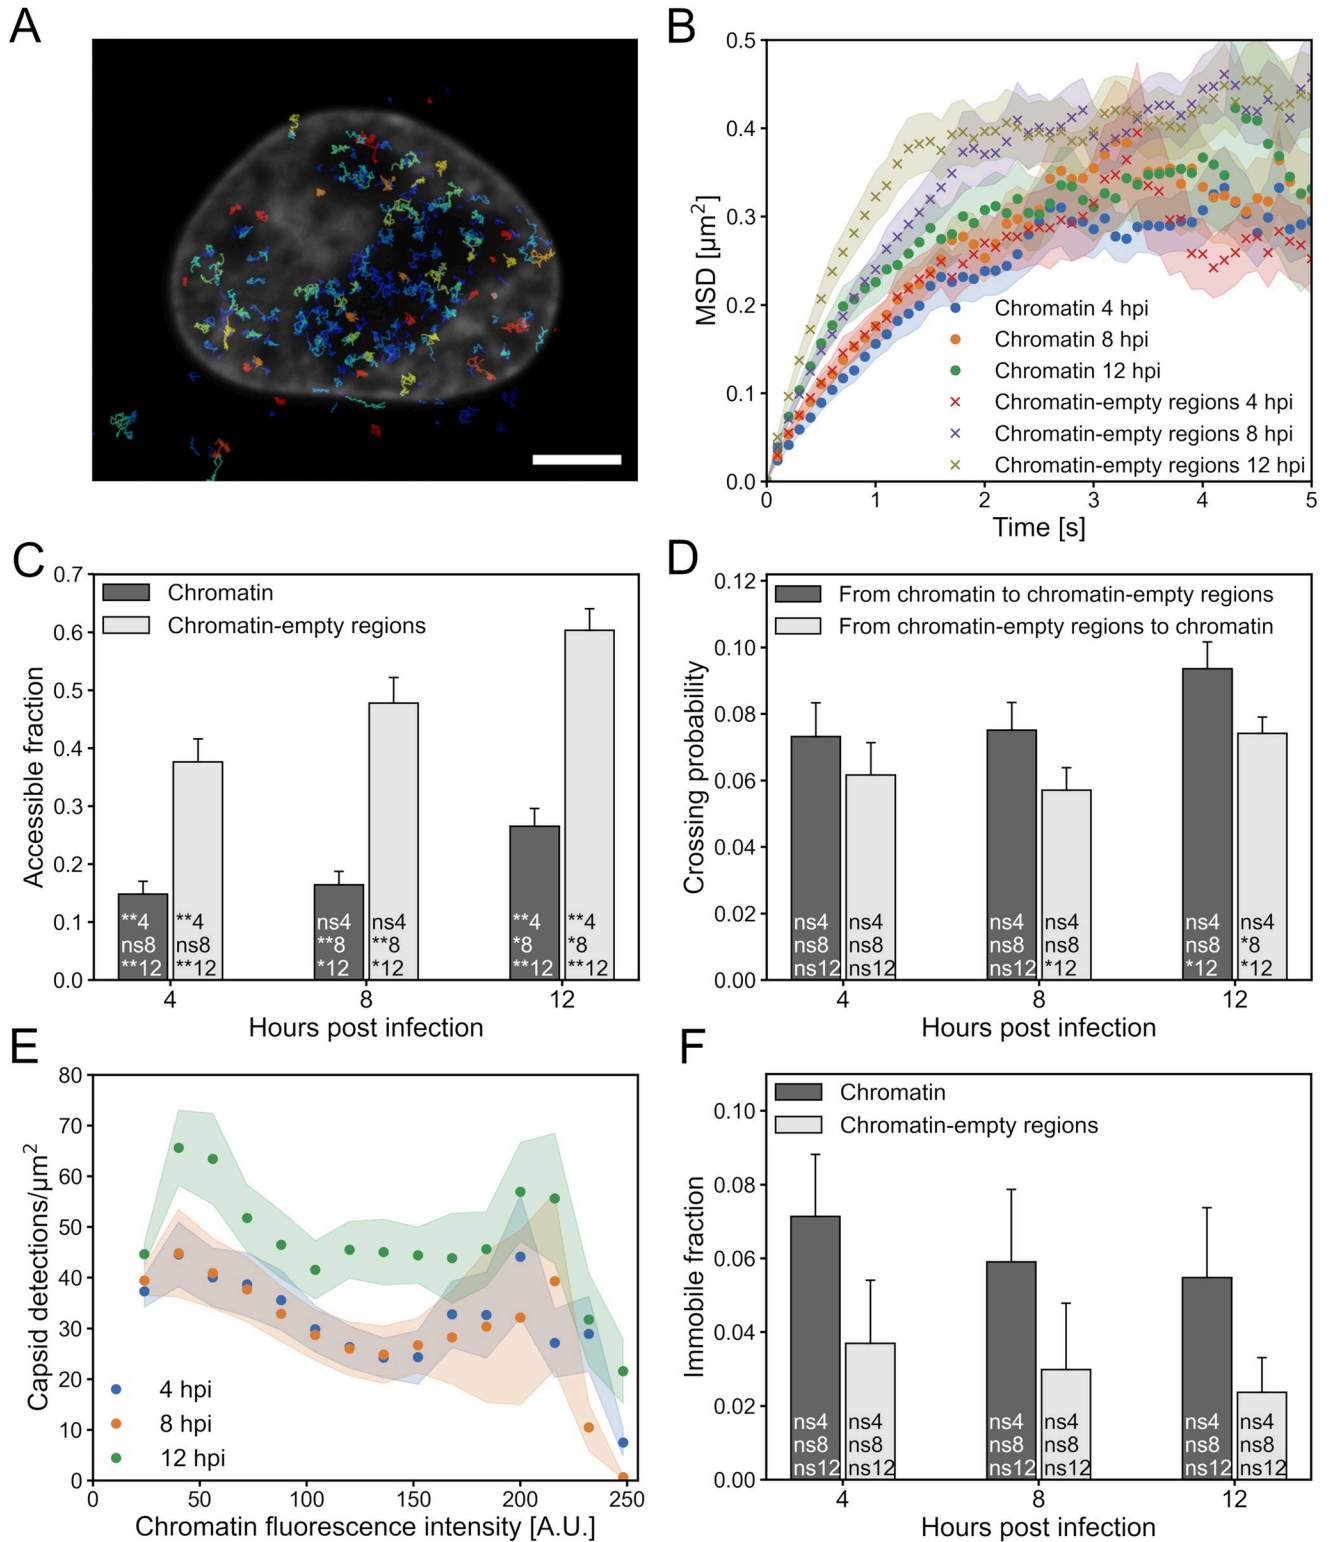 A
B
0.5
0.4
0.3
0.2
0.1
0.0
MSD [μm²]
Chromatin 4 hpi
Chromatin 8 hpi
Chromatin 12 hpi
Chromatin-empty regions 4 hpi
Chromatin-empty regions 8 hpi
Chromatin-empty regions 12 hpi
0 1 2 3 4 5
Time [s]
C
0.7
0.6
0.5
0.4
0.3
0.2
0.1
0.0
Accessible fraction
Chromatin
Chromatin-empty regions
**4 **4 ns4 ns4 **4 **4
ns8 ns8 **8 **8 *8 *8
**12 **12 *12 *12 **12 **12
4 8 12
Hours post infection
D
0.12
0.10
0.08
0.06
0.04
0.02
0.00
Crossing probability
From chromatin to chromatin-empty regions
From chromatin-empty regions to chromatin
ns4 ns4 ns4 ns4 ns4 ns4
ns8 ns8 ns8 ns8 ns8 *8
ns12 ns12 ns12 *12 *12 *12
4 8 12
Hours post infection
E
80
70
60
50
40
30
20
10
0
Capsid detections/μm²
4 hpi
8 hpi
12 hpi
0 50 100 150 200 250
Chromatin fluorescence intensity [A.U.]
F
0.10
0.08
0.06
0.04
0.02
0.00
Immobile fraction
Chromatin
Chromatin-empty regions
ns4 ns4 ns4 ns4 ns4 ns4
ns8 ns8 ns8 ns8 ns8 ns8
ns12 ns12 ns12 ns12 ns12 ns12
4 8 12
Hours post infection